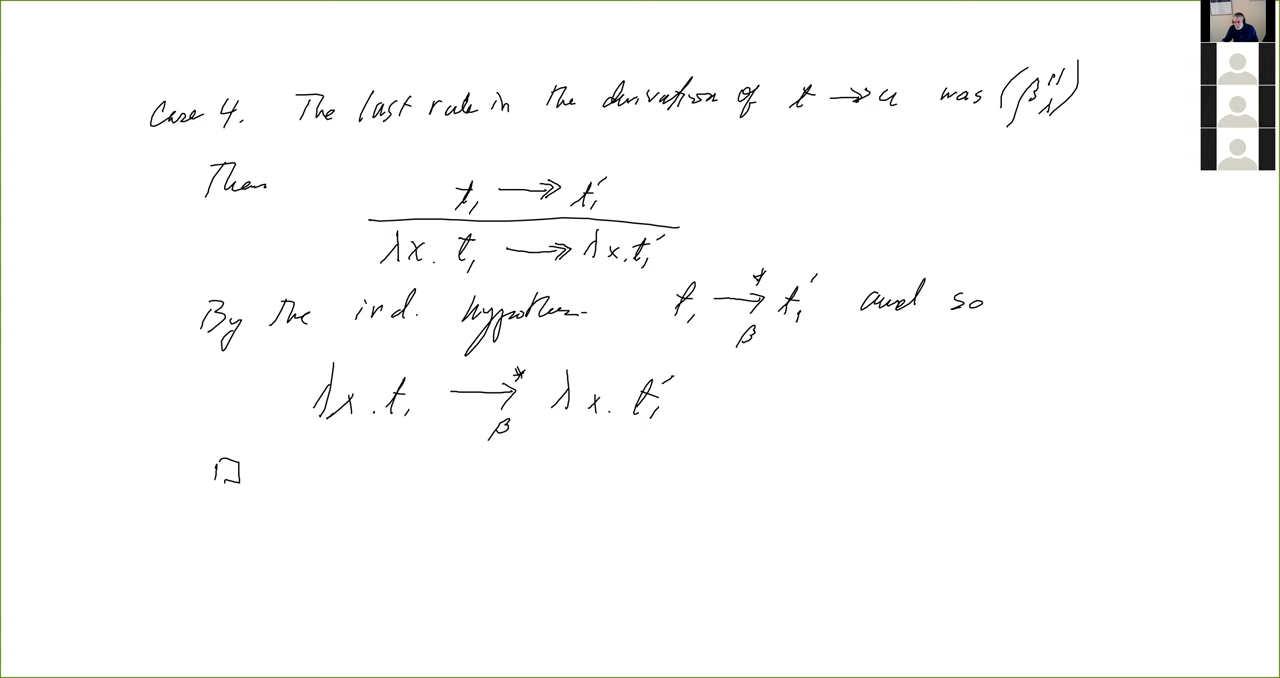 Case 4. The last rule in the derivation of t ↠ u was (β^{||}_λ)
Then
t₁ ↠ t₁′
λx. t₁ ↠ λx. t₁′
By the ind. hypothesis t₁ →*_β t₁′ and so
λx. t₁ →*_β λx. t₁′
□